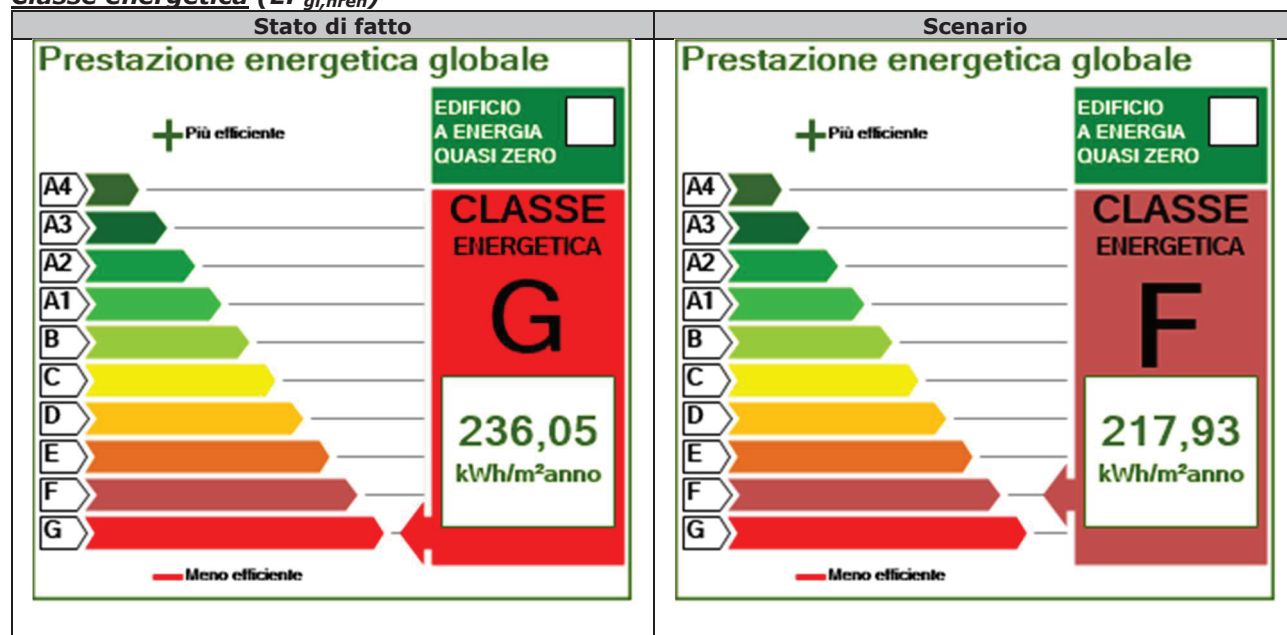 Classe energetica (EP gl,nren)
Stato di fatto
Prestazione energetica globale
Più efficiente
EDIFICIO
A ENERGIA
QUASI ZERO
A4
A3
A2
A1
B
C
D
E
F
G
CLASSE
ENERGETICA
G
236,05
kWh/m²anno
Meno efficiente
Scenario
Prestazione energetica globale
Più efficiente
EDIFICIO
A ENERGIA
QUASI ZERO
A4
A3
A2
A1
B
C
D
E
F
G
CLASSE
ENERGETICA
F
217,93
kWh/m²anno
Meno efficiente